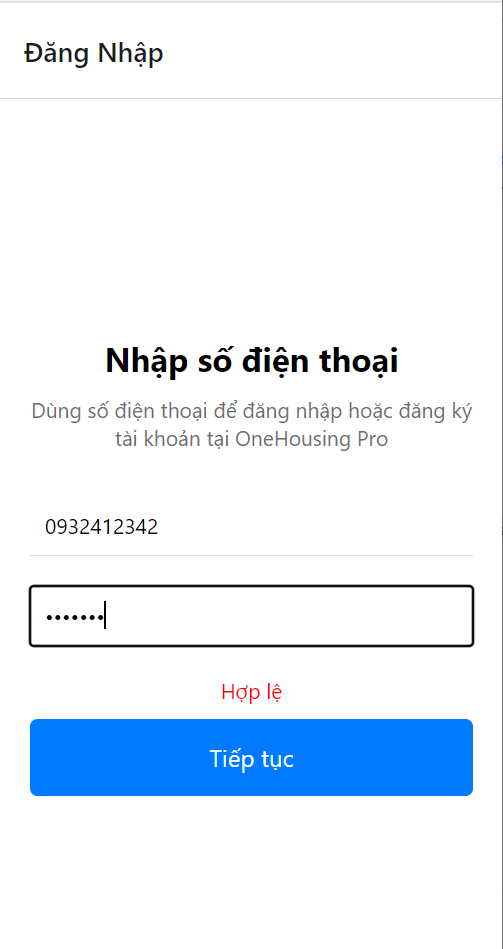 Đăng Nhập
Nhập số điện thoại
Dùng số điện thoại để đăng nhập hoặc đăng ký
tài khoản tại OneHousing Pro
0932412342
•••••••
Hợp lệ
Tiếp tục